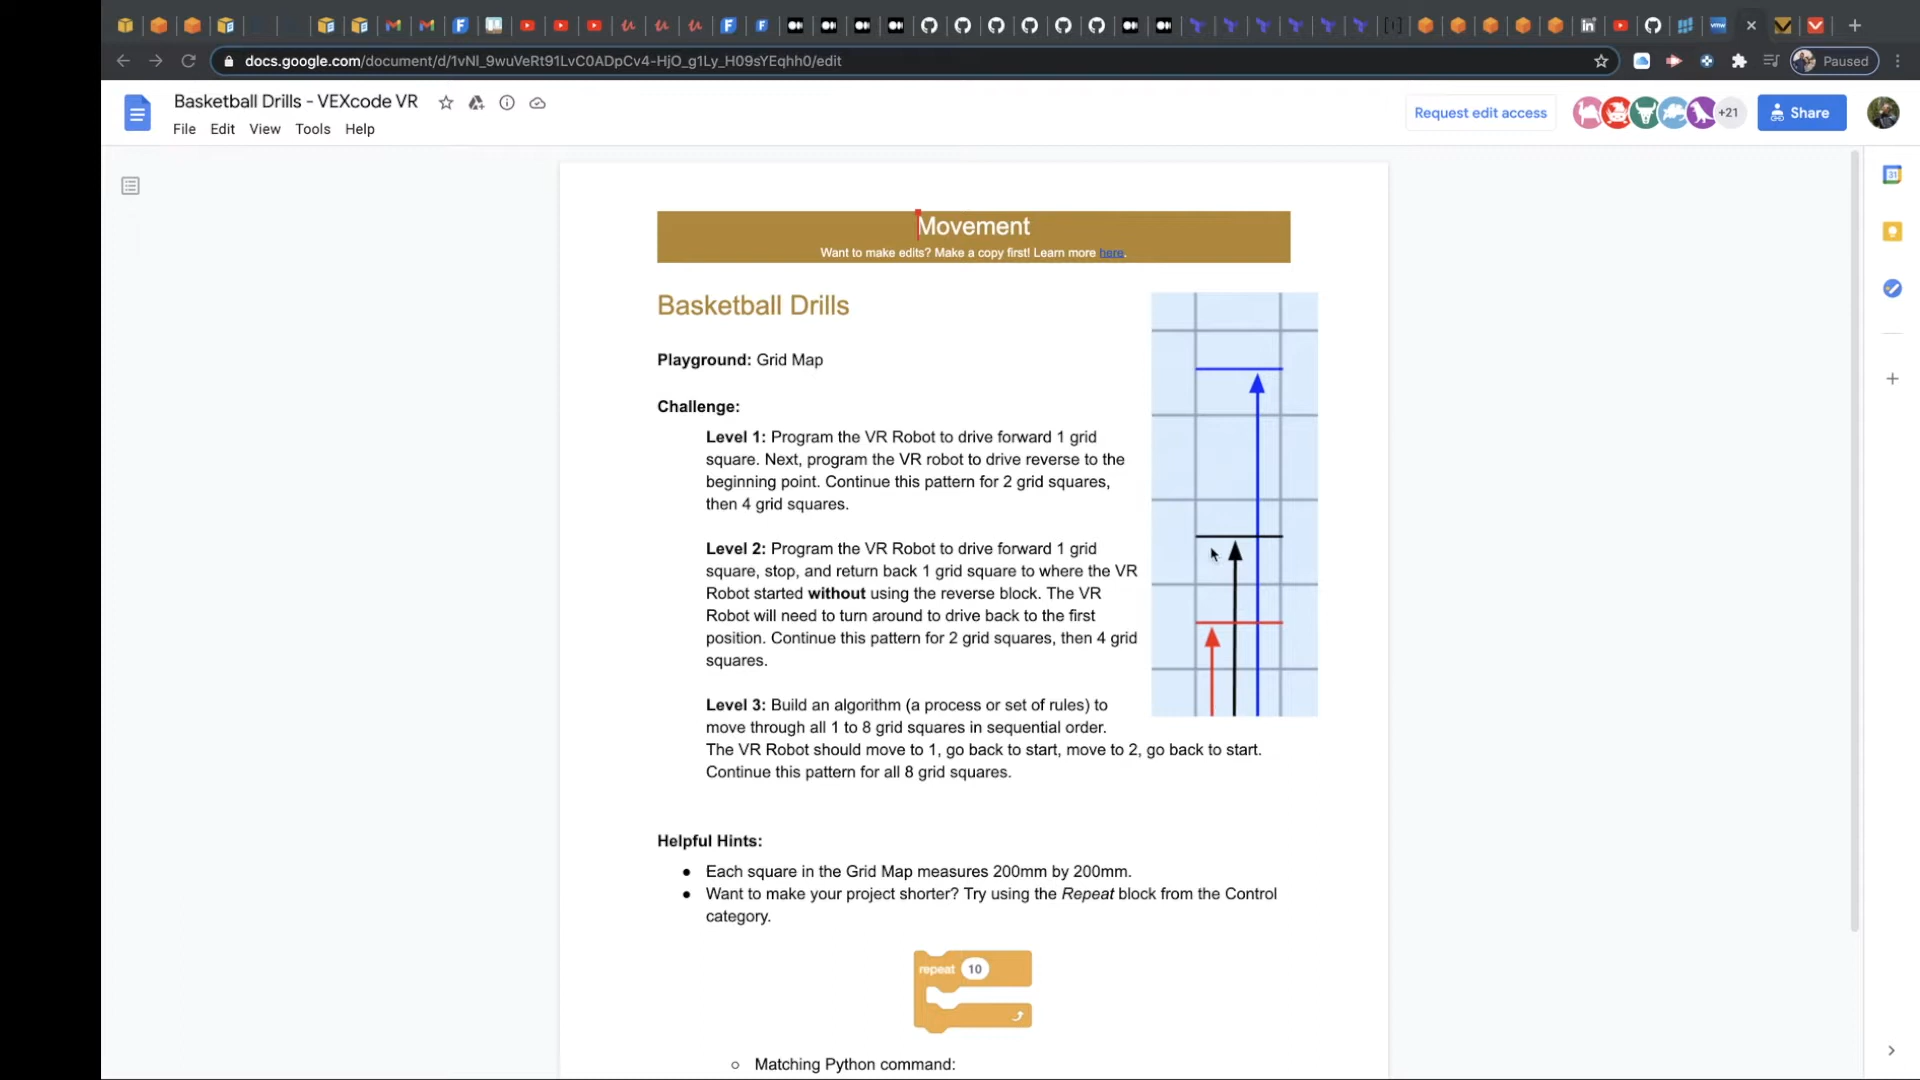 docs.google.com/document/d/1vNl_9wuVeRt91LvC0ADpCv4-HjO_g1Ly_H09sYEqhh0/edit
Paused
Basketball Drills - VEXcode VR
File Edit View Tools Help
Request edit access
+21
Share
Movement
Want to make edits? Make a copy first! Learn more here.
Basketball Drills
Playground: Grid Map
Challenge:
Level 1: Program the VR Robot to drive forward 1 grid
square. Next, program the VR robot to drive reverse to the
beginning point. Continue this pattern for 2 grid squares,
then 4 grid squares.
Level 2: Program the VR Robot to drive forward 1 grid
square, stop, and return back 1 grid square to where the VR
Robot started without using the reverse block. The VR
Robot will need to turn around to drive back to the first
position. Continue this pattern for 2 grid squares, then 4 grid
squares.
Level 3: Build an algorithm (a process or set of rules) to
move through all 1 to 8 grid squares in sequential order.
The VR Robot should move to 1, go back to start, move to 2, go back to start.
Continue this pattern for all 8 grid squares.
Helpful Hints:
● Each square in the Grid Map measures 200mm by 200mm.
● Want to make your project shorter? Try using the Repeat block from the Control
category.
repeat 10
○ Matching Python command:
31